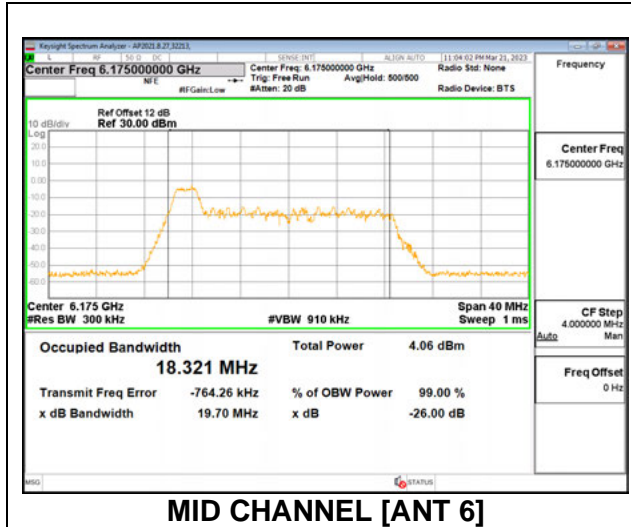 Keysight Spectrum Analyzer - AP2021.8.27,32213,
L RF 50 Ω DC SENSE:INT ALIGN AUTO 11:04:02 PM Mar 21, 2023
Center Freq 6.175000000 GHz
NFE
#IFGain:Low
Center Freq: 6.175000000 GHz
Trig: Free Run Avg|Hold: 500/500
#Atten: 20 dB
Radio Std: None
Radio Device: BTS
Frequency
Ref Offset 12 dB
10 dB/div Ref 30.00 dBm
Log
20.0
10.0
0.00
-10.0
-20.0
-30.0
-40.0
-50.0
-60.0
Center 6.175 GHz Span 40 MHz
#Res BW 300 kHz #VBW 910 kHz Sweep 1 ms
Occupied Bandwidth Total Power 4.06 dBm
18.321 MHz
Transmit Freq Error -764.26 kHz % of OBW Power 99.00 %
x dB Bandwidth 19.70 MHz x dB -26.00 dB
Center Freq
6.175000000 GHz
CF Step
4.000000 MHz
Auto Man
Freq Offset
0 Hz
MSG STATUS
MID CHANNEL [ANT 6]